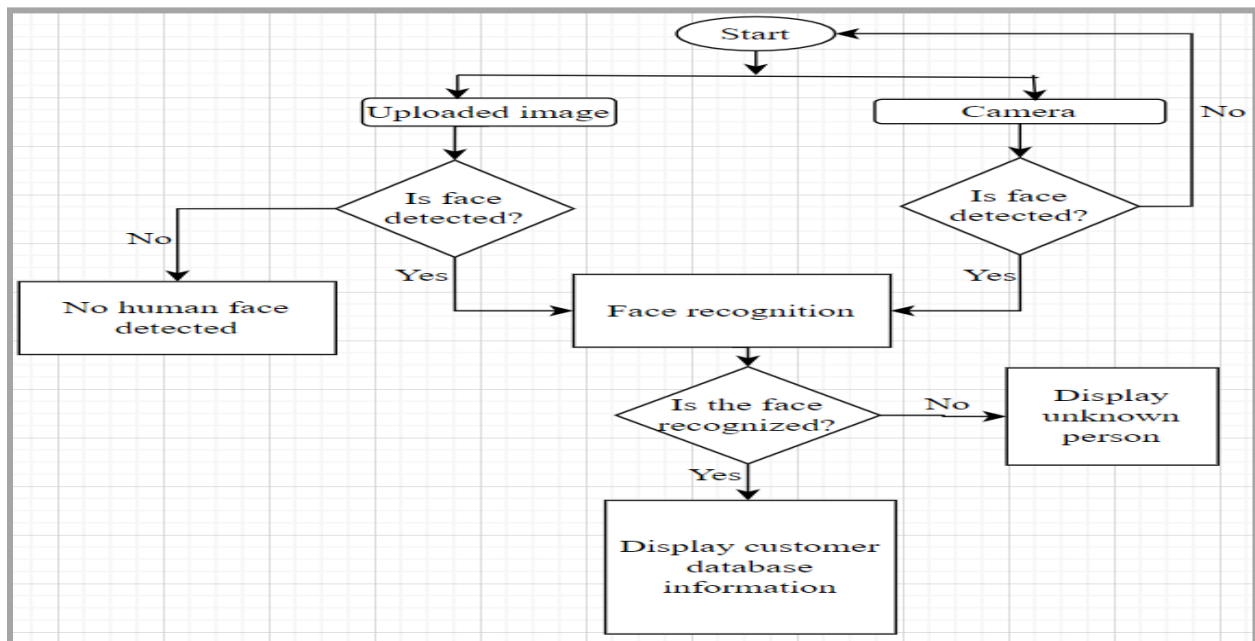 Start
Uploaded image
Camera
No
Is face
detected?
Is face
detected?
No
Yes
Yes
No human face
detected
Face recognition
Is the face
recognized?
No
Display
unknown
person
Yes
Display customer
database
information